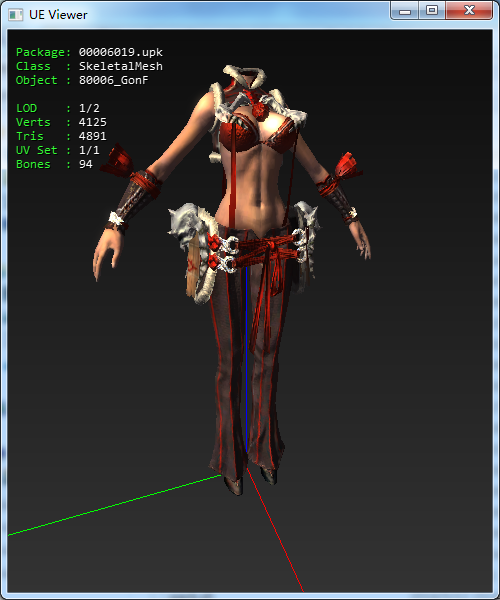 UE Viewer
Package: 00006019.upk
Class : SkeletalMesh
Object : 80006_GonF
LOD : 1/2
Verts : 4125
Tris : 4891
UV Set : 1/1
Bones : 94